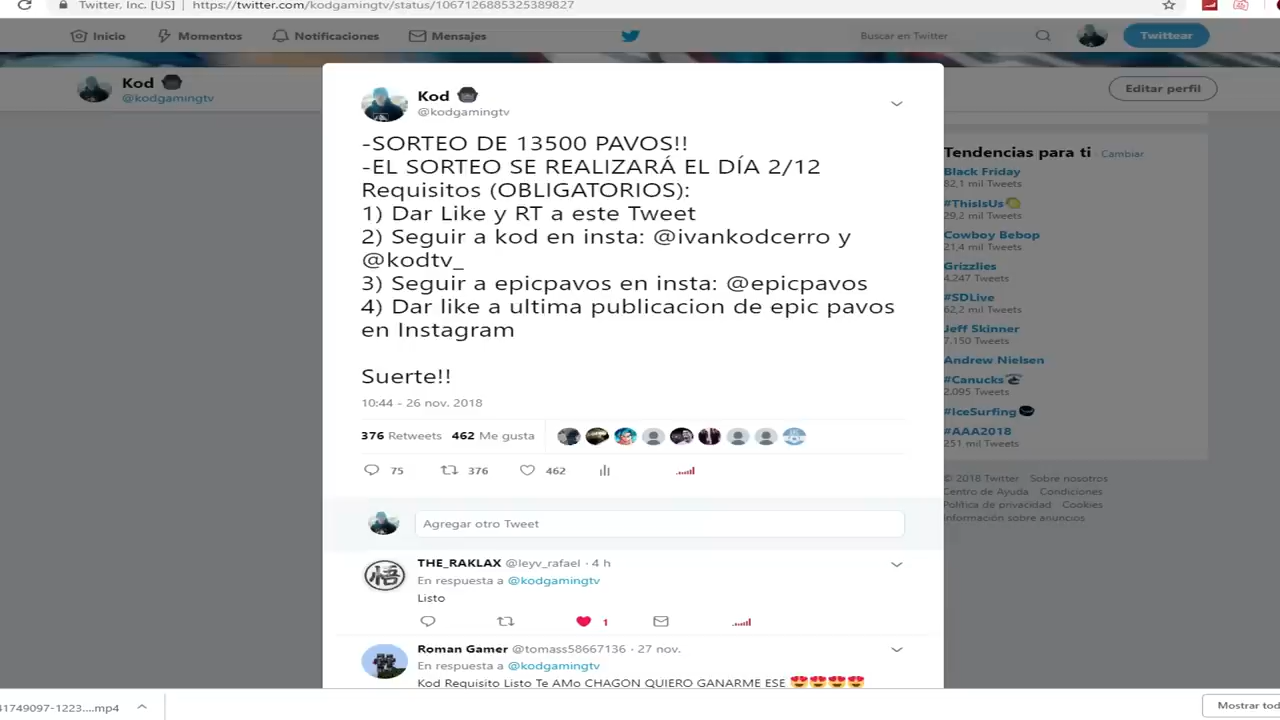 Twitter, Inc. [US] | https://twitter.com/kodgamingtv/status/1067126885325389827
Inicio
Momentos
Notificaciones
Mensajes
Buscar en Twitter
Twittear
Kod
@kodgamingtv
Editar perfil
Kod
@kodgamingtv
-SORTEO DE 13500 PAVOS!!
-EL SORTEO SE REALIZARÁ EL DÍA 2/12
Requisitos (OBLIGATORIOS):
1) Dar Like y RT a este Tweet
2) Seguir a kod en insta: @ivankodcerro y
@kodtv_
3) Seguir a epicpavos en insta: @epicpavos
4) Dar like a ultima publicacion de epic pavos
en Instagram
Suerte!!
10:44 - 26 nov. 2018
376 Retweets 462 Me gusta
75 376 462
Agregar otro Tweet
THE_RAKLAX @leyv_rafael · 4 h
En respuesta a @kodgamingtv
Listo
1
Roman Gamer @tomass58667136 · 27 nov.
En respuesta a @kodgamingtv
Kod Requisito Listo Te AMo CHAGON QUIERO GANARME ESE 😍😍😍😍
Tendencias para ti · Cambiar
Black Friday
82,1 mil Tweets
#ThisIsUs
29,2 mil Tweets
Cowboy Bebop
21,4 mil Tweets
Grizzlies
4.247 Tweets
#SDLive
62,2 mil Tweets
Jeff Skinner
7.150 Tweets
Andrew Nielsen
#Canucks
2.095 Tweets
#IceSurfing
#AAA2018
251 mil Tweets
© 2018 Twitter Sobre nosotros
Centro de Ayuda Condiciones
Política de privacidad Cookies
Información sobre anuncios
41749097-1223....mp4
Mostrar tod